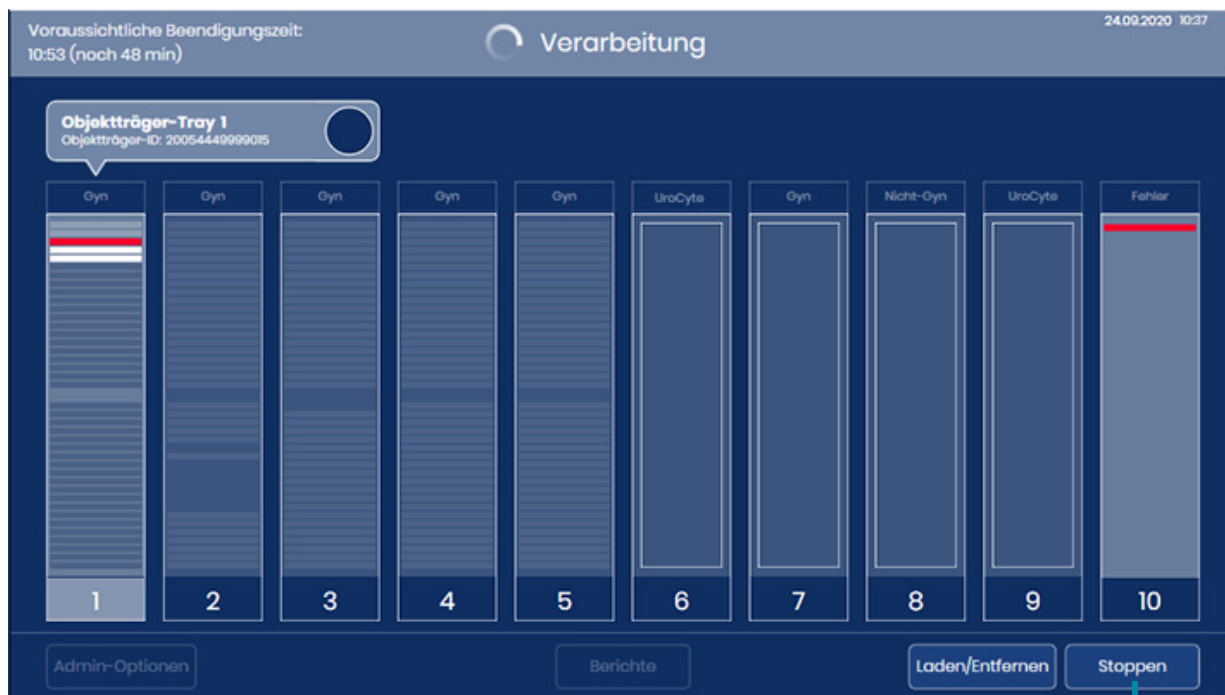 Voraussichtliche Beendigungszeit:
10:53 (noch 48 min)
Verarbeitung
24.09.2020 10:37
Objektträger-Tray 1
Objektträger-ID: 20054449999015
Gyn Gyn Gyn Gyn Gyn UroCyte Gyn Nicht-Gyn UroCyte Fehler
1 2 3 4 5 6 7 8 9 10
Admin-Optionen Berichte Laden/Entfernen Stoppen